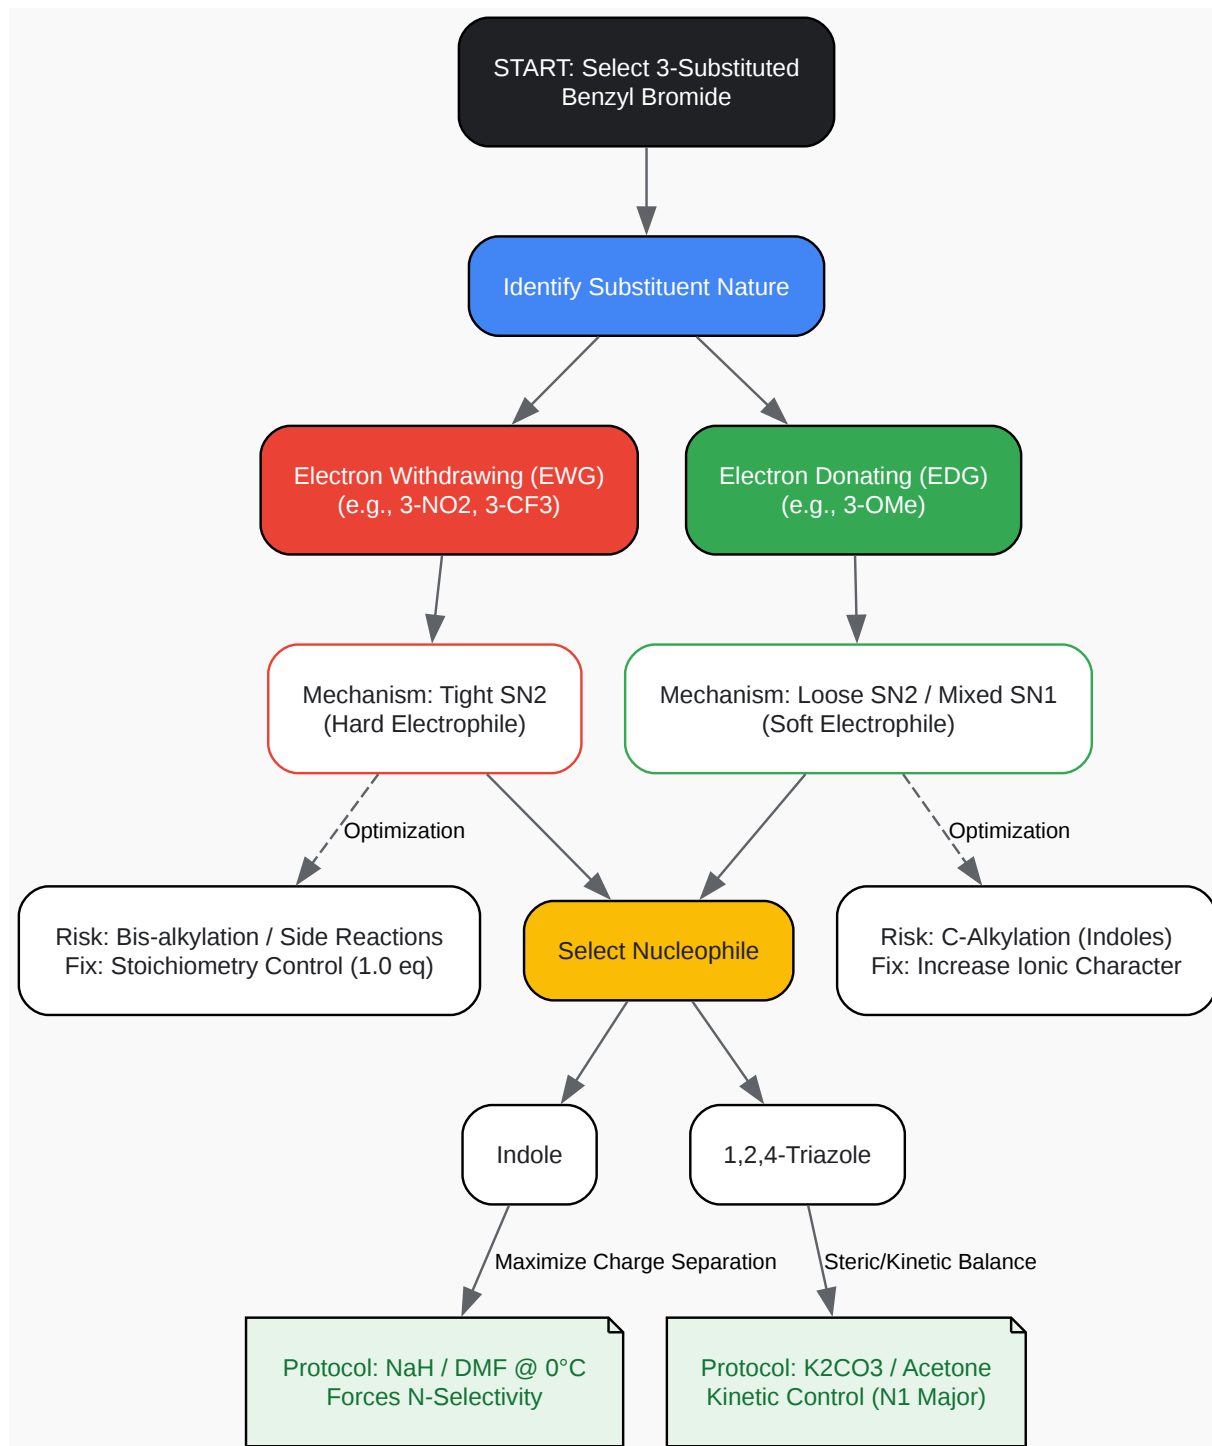 START: Select 3-Substituted
Benzyl Bromide
Identify Substituent Nature
Electron Withdrawing (EWG)
(e.g., 3-NO2, 3-CF3)
Electron Donating (EDG)
(e.g., 3-OMe)
Mechanism: Tight SN2
(Hard Electrophile)
Mechanism: Loose SN2 / Mixed SN1
(Soft Electrophile)
Optimization
Optimization
Risk: Bis-alkylation / Side Reactions
Fix: Stoichiometry Control (1.0 eq)
Select Nucleophile
Risk: C-Alkylation (Indoles)
Fix: Increase Ionic Character
Indole
1,2,4-Triazole
Maximize Charge Separation
Steric/Kinetic Balance
Protocol: NaH / DMF @ 0°C
Forces N-Selectivity
Protocol: K2CO3 / Acetone
Kinetic Control (N1 Major)